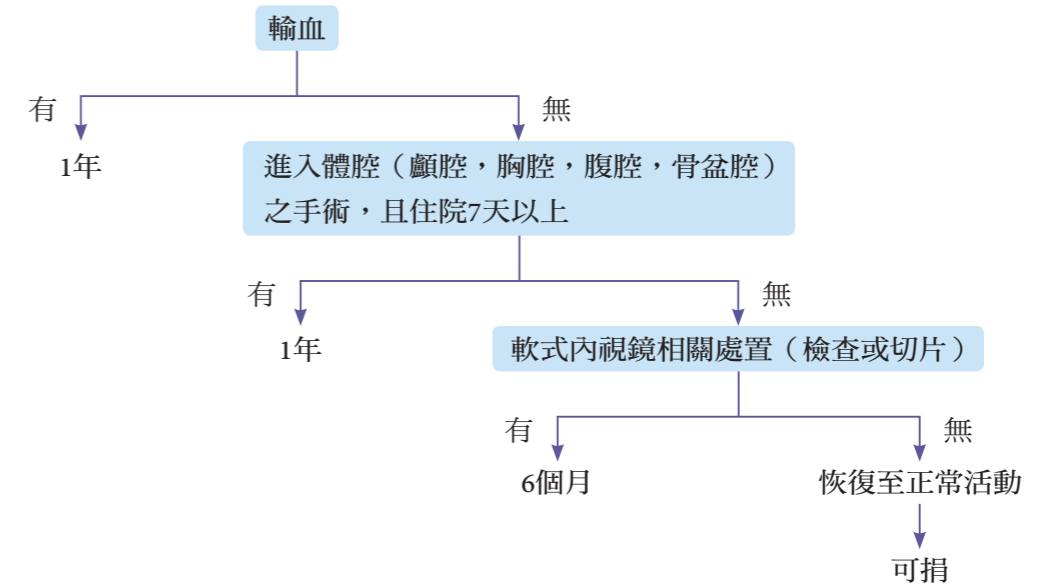 輸血
有
無
1年
進入體腔（顱腔，胸腔，腹腔，骨盆腔）
之手術，且住院7天以上
有
無
1年
軟式內視鏡相關處置（檢查或切片）
有
無
6個月
恢復至正常活動
可捐